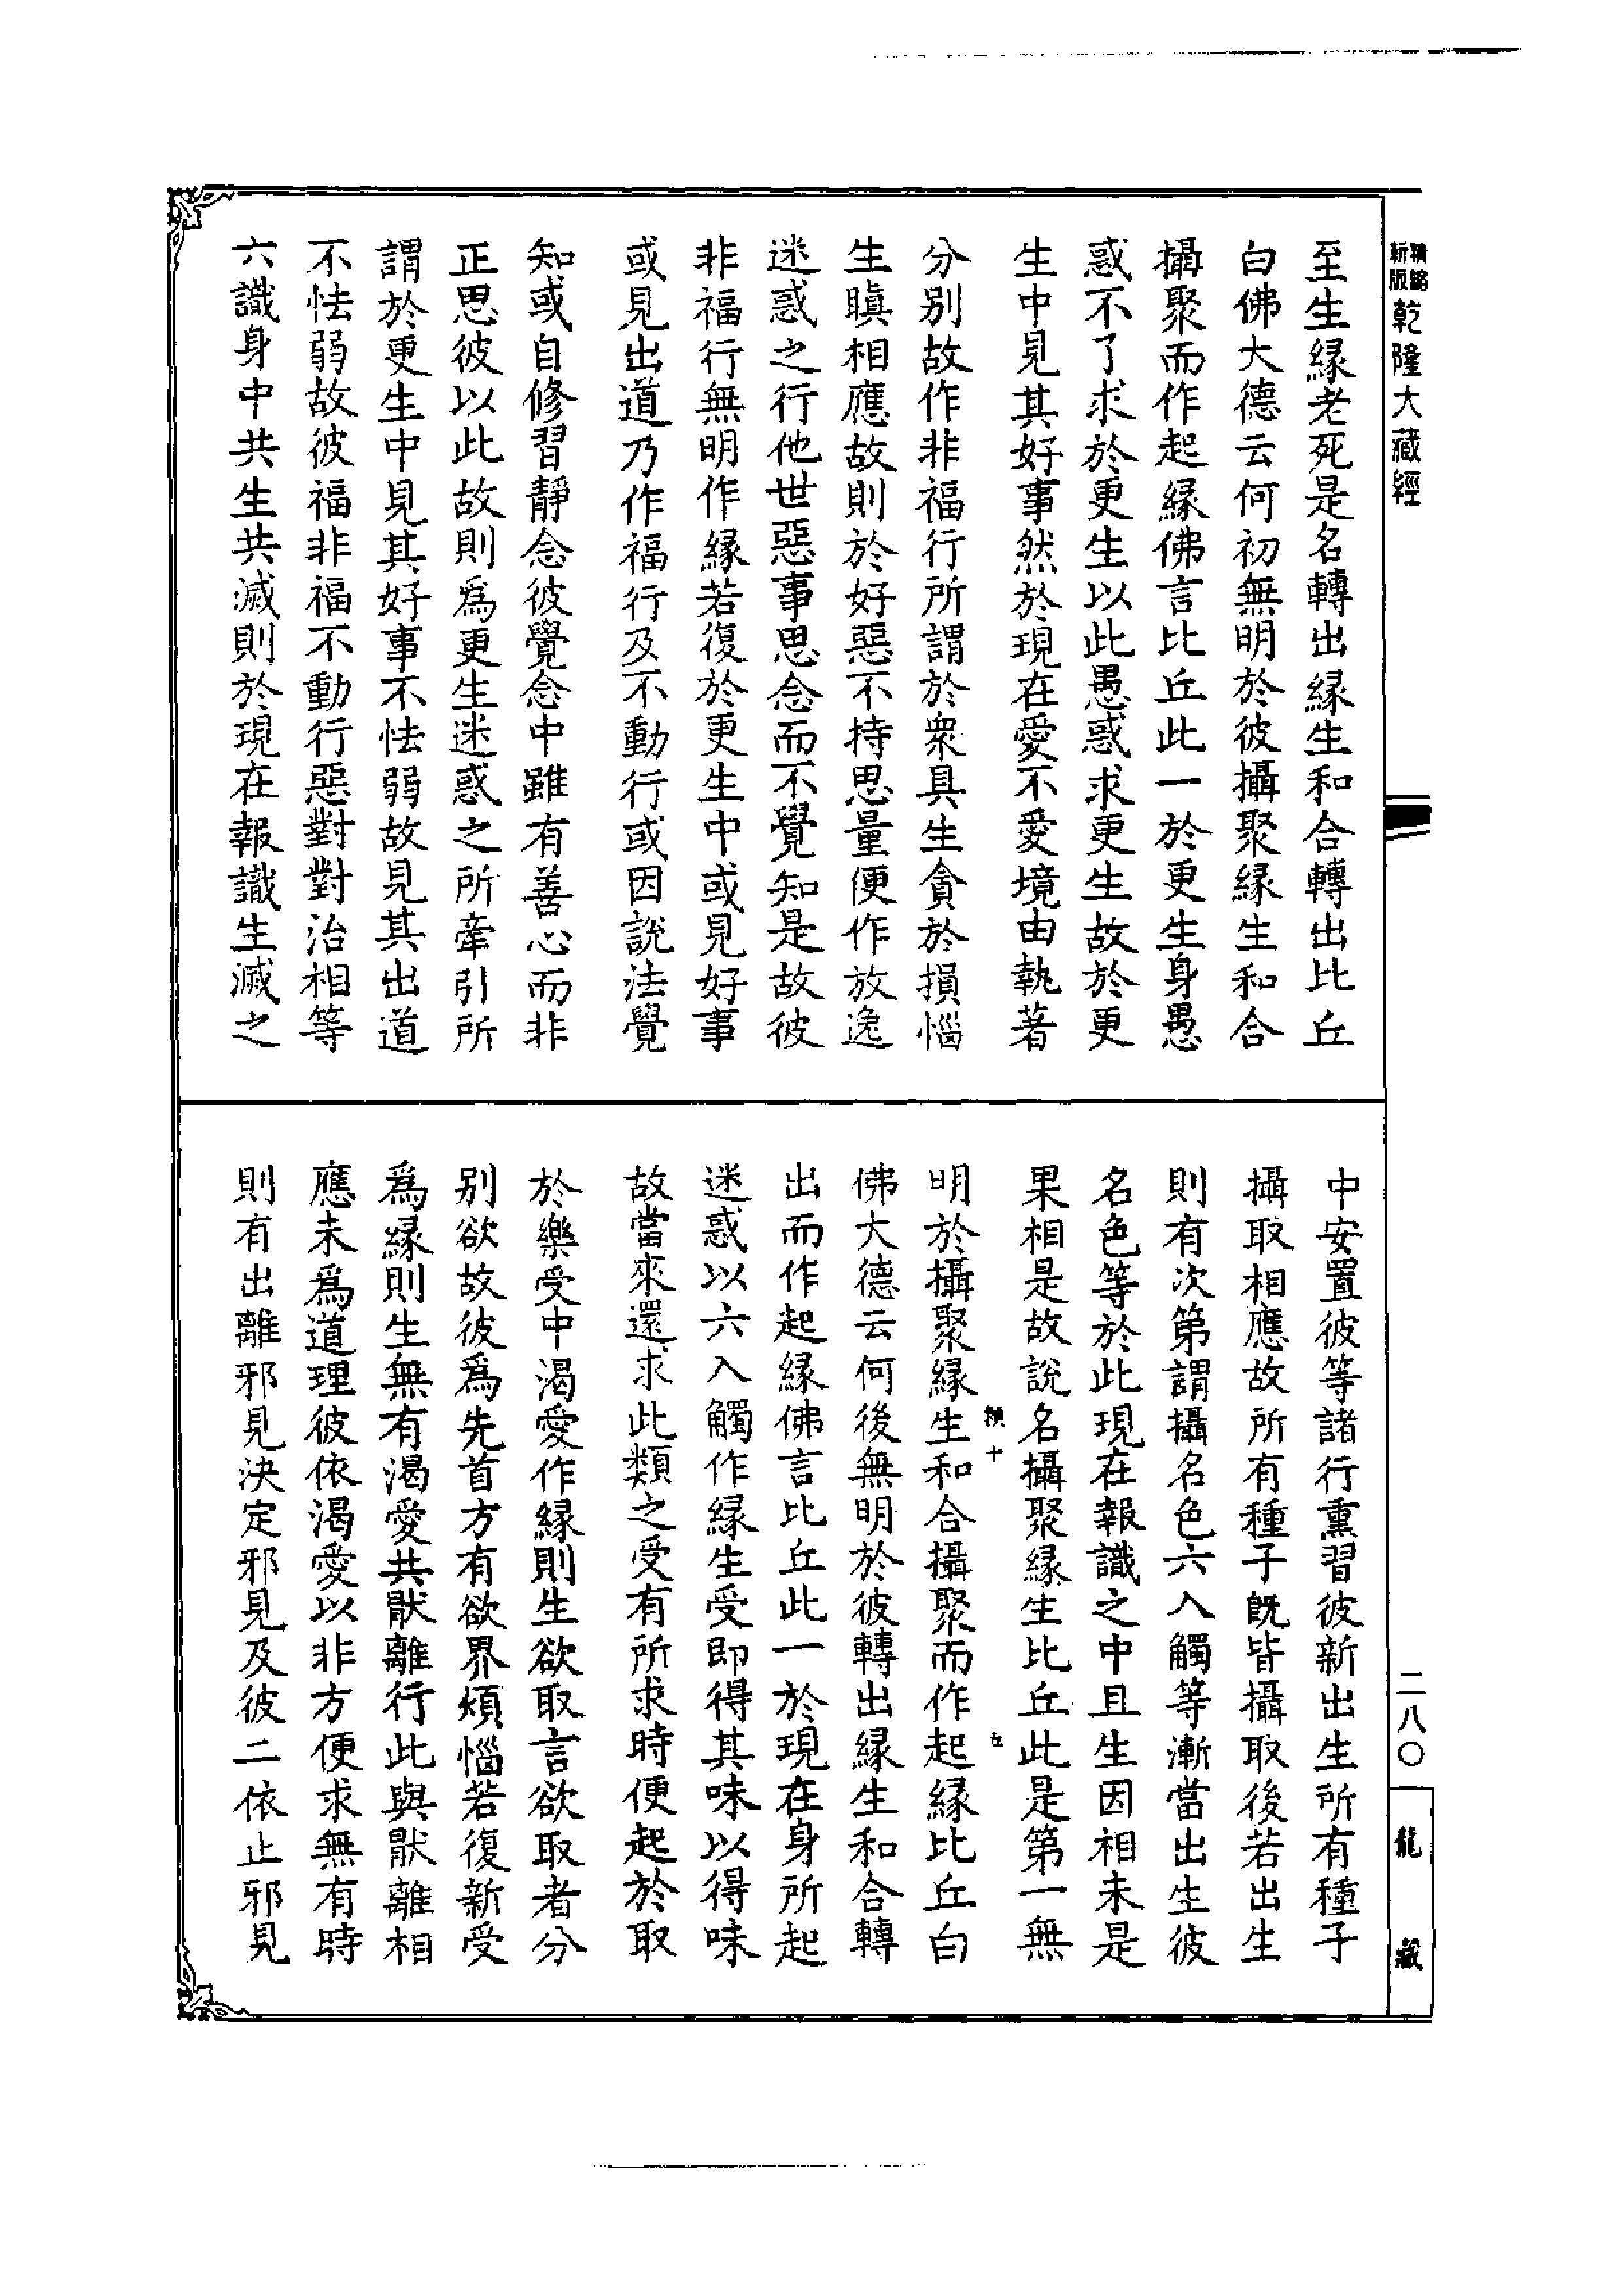 精縮
新版
乾隆大藏經
至生緣老死是名轉出緣生和合轉出比丘
白佛大德云何初無明於彼攝聚緣生和合
攝聚而作起緣佛言比丘此一於更生身愚
惑不了求於更生以此愚惑求更生故於更
生中見其好事然於現在愛不愛境由執著
分别故作非福行所謂於衆具生貪於損惱
生瞋相應故則於好惡不持思量便作放逸
迷惑之行他世惡事思念而不覺知是故彼
非福行無明作緣若復於更生中或見好事
或見出道乃作福行及不動行或因說法覺
知或自修習靜念彼覺念中雖有善心而非
正思彼以此故則爲更生迷惑之所牽引所
謂於更生中見其好事不怯弱故見其出道
不怯弱故彼福非福不動行惡對對治相等
六識身中共生共滅則於現在報識生滅之
中安置彼等諸行熏習彼新出生所有種子
攝取相應故所有種子旣皆攝取後若出生
則有次第謂攝名色六入觸等漸當出生彼
名色等於此現在報識之中且生因相未是
果相是故說名攝聚緣生比丘此是第一無
明於攝聚緣生和合攝聚而作起緣比丘白
佛大德云何後無明於彼轉出緣生和合轉
出而作起緣佛言比丘此一於現在身所起
迷惑以六入觸作緣生受即得其味以得味
故當來還求此類之受有所求時便起於取
於樂受中渴愛作緣則生欲取言欲取者分
别欲故彼爲先首方有欲界煩惱若復新受
爲緣則生無有渴愛共厭離行此與厭離相
應未爲道理彼依渴愛以非方便求無有時
則有出離邪見決定邪見及彼二依止邪見
二八〇
龍藏